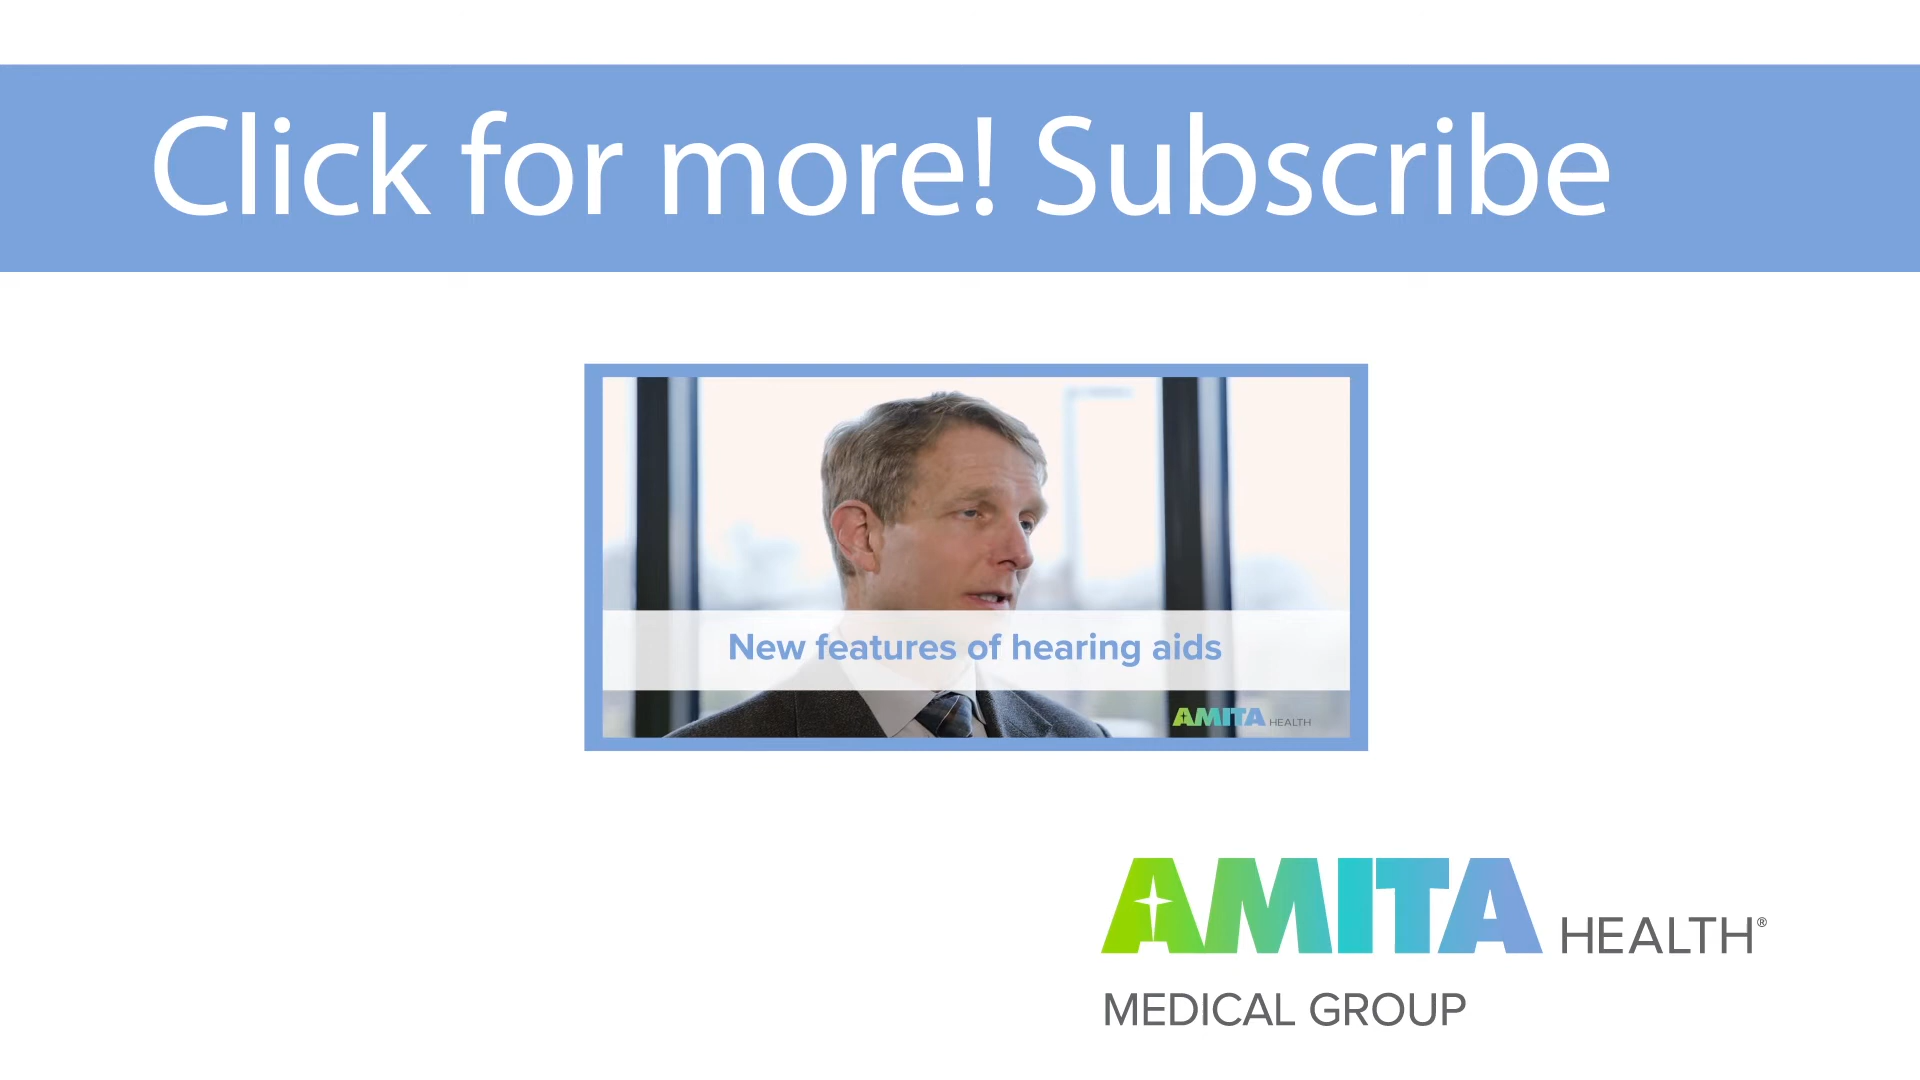 Click for more! Subscribe
New features of hearing aids
AMITA HEALTH
AMITA HEALTH®
MEDICAL GROUP